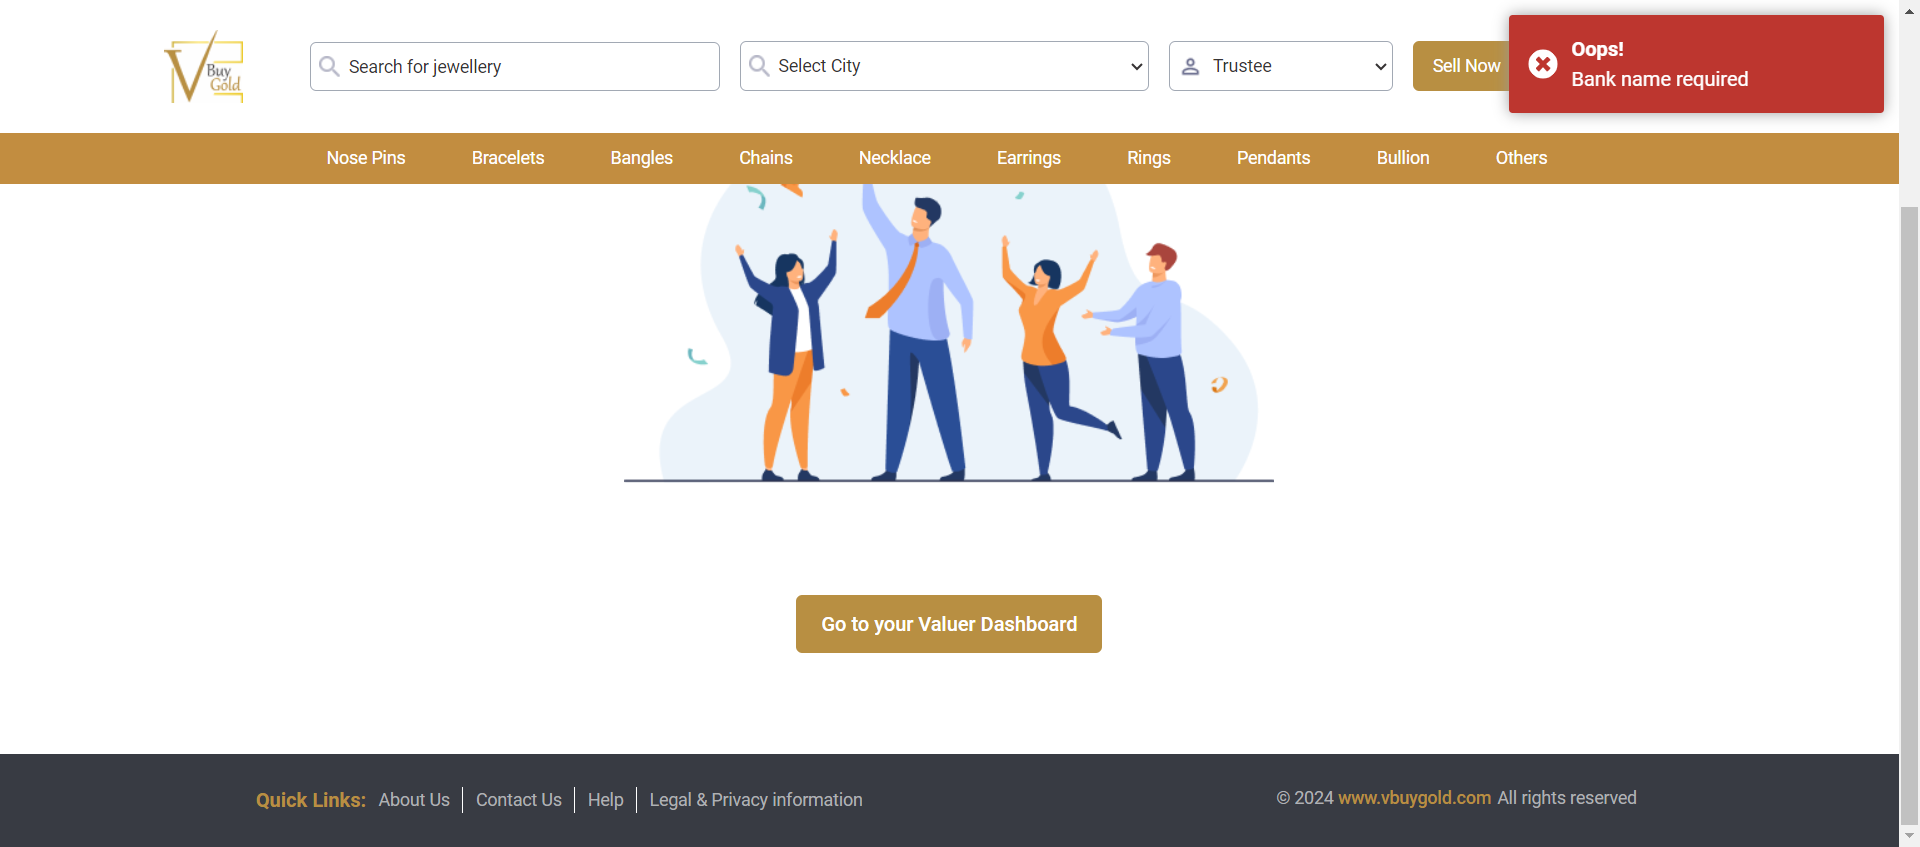 V Buy Gold
Search for jewellery
Select City
Trustee
Sell Now
Oops!
Bank name required
Nose Pins Bracelets Bangles Chains Necklace Earrings Rings Pendants Bullion Others
Go to your Valuer Dashboard
Quick Links: About Us Contact Us Help Legal & Privacy information
© 2024 www.vbuygold.com All rights reserved